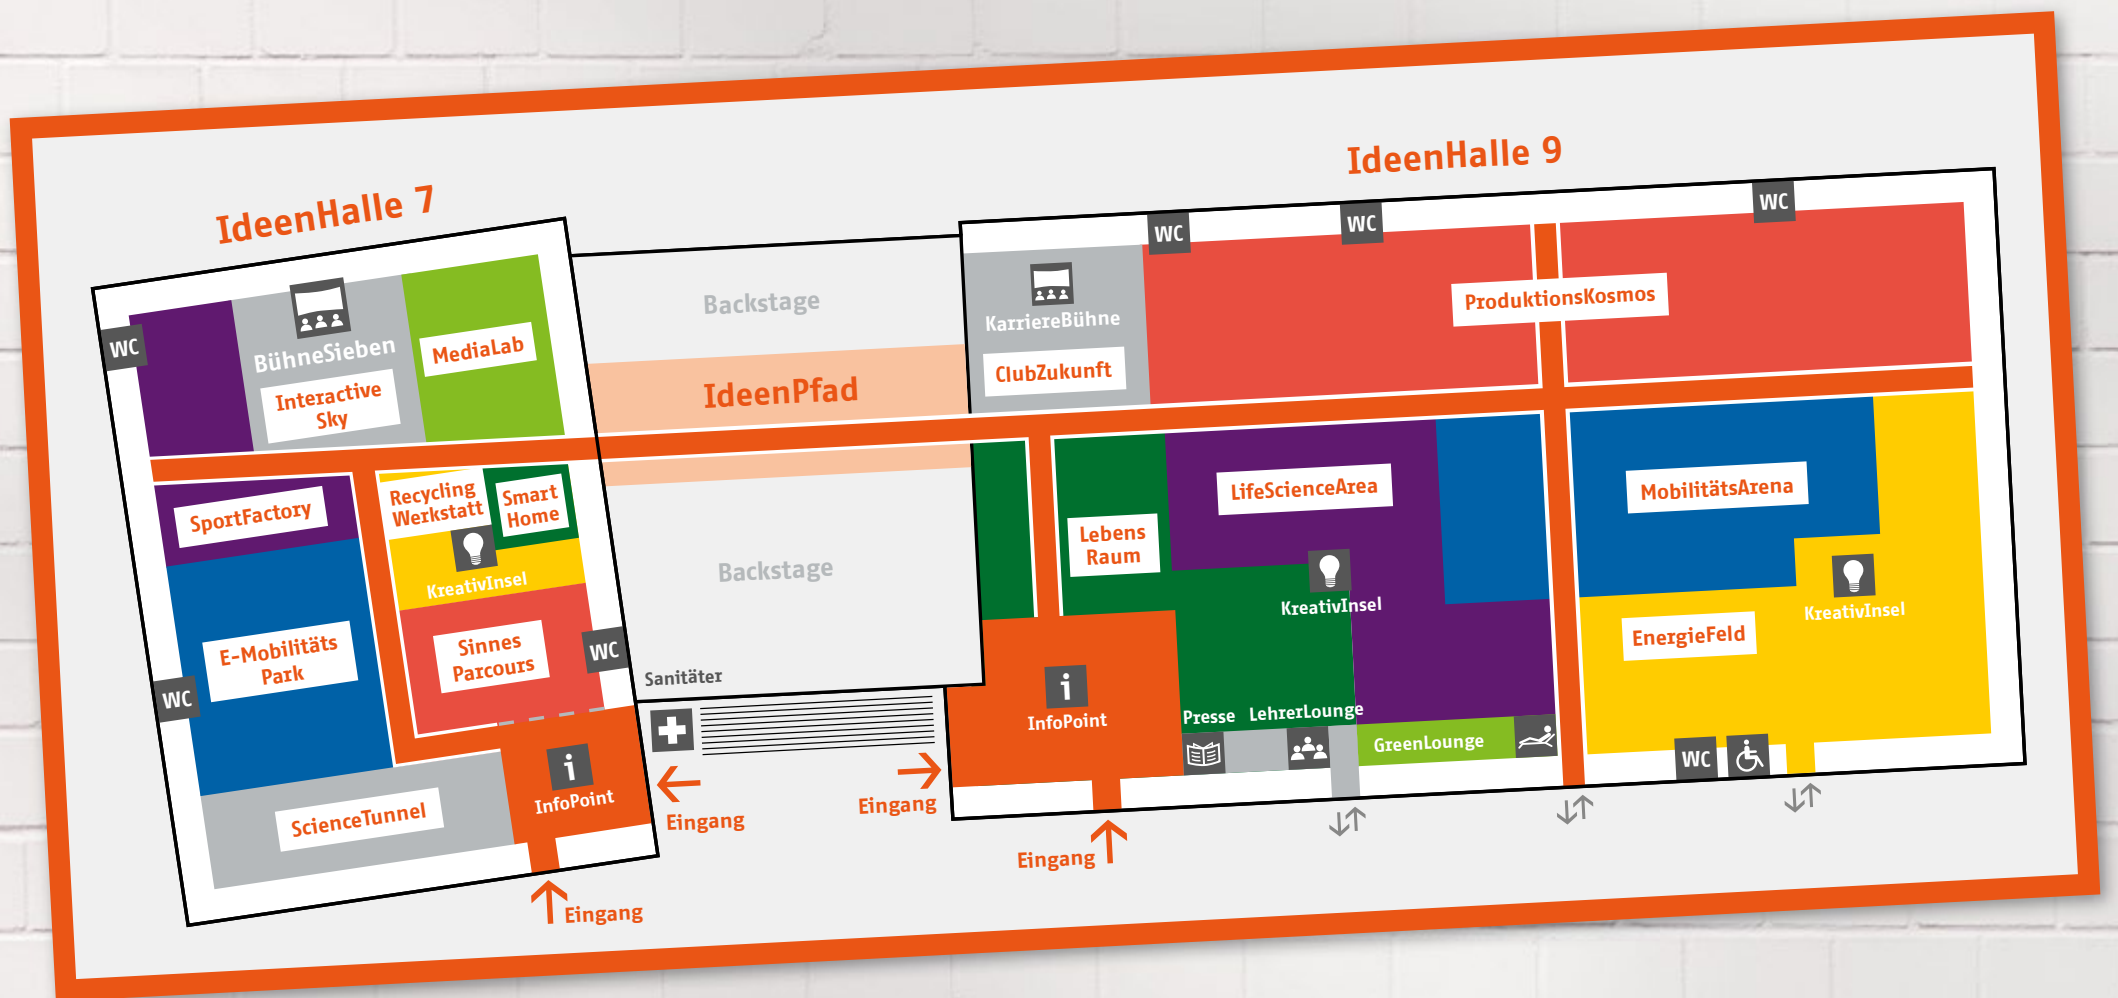 IdeenHalle 7
IdeenHalle 9
WC
BühneSieben
Interactive
Sky
MediaLab
SportFactory
Recycling
Werkstatt
Smart
Home
KreativInsel
E-Mobilitäts
Park
Sinnes
Parcours
WC
WC
ScienceTunnel
i
InfoPoint
Eingang
Backstage
IdeenPfad
Backstage
Sanitäter
Eingang
Eingang
WC
WC
WC
KarriereBühne
ClubZukunft
ProduktionsKosmos
Lebens
Raum
LifeScienceArea
KreativInsel
MobilitätsArena
KreativInsel
EnergieFeld
i
InfoPoint
Presse
LehrerLounge
GreenLounge
WC
Eingang